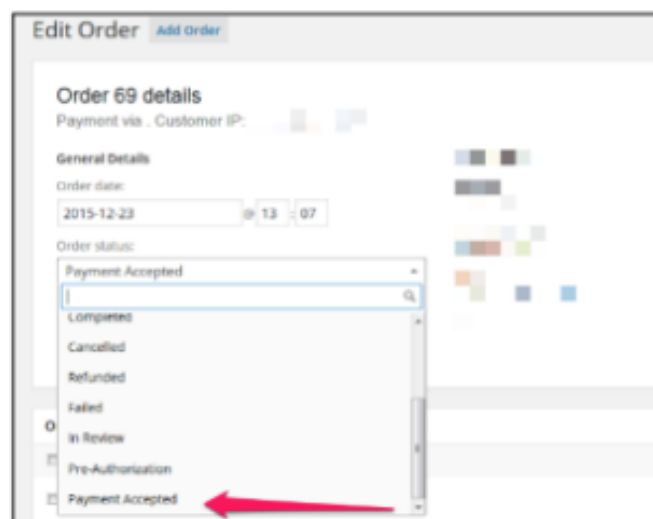 Edit Order Add Order
Order 69 details
Payment via . Customer IP:
General Details
Order date:
2015-12-23 @ 13 : 07
Order status:
Payment Accepted
Completed
Cancelled
Refunded
Failed
In Review
Pre-Authorization
Payment Accepted